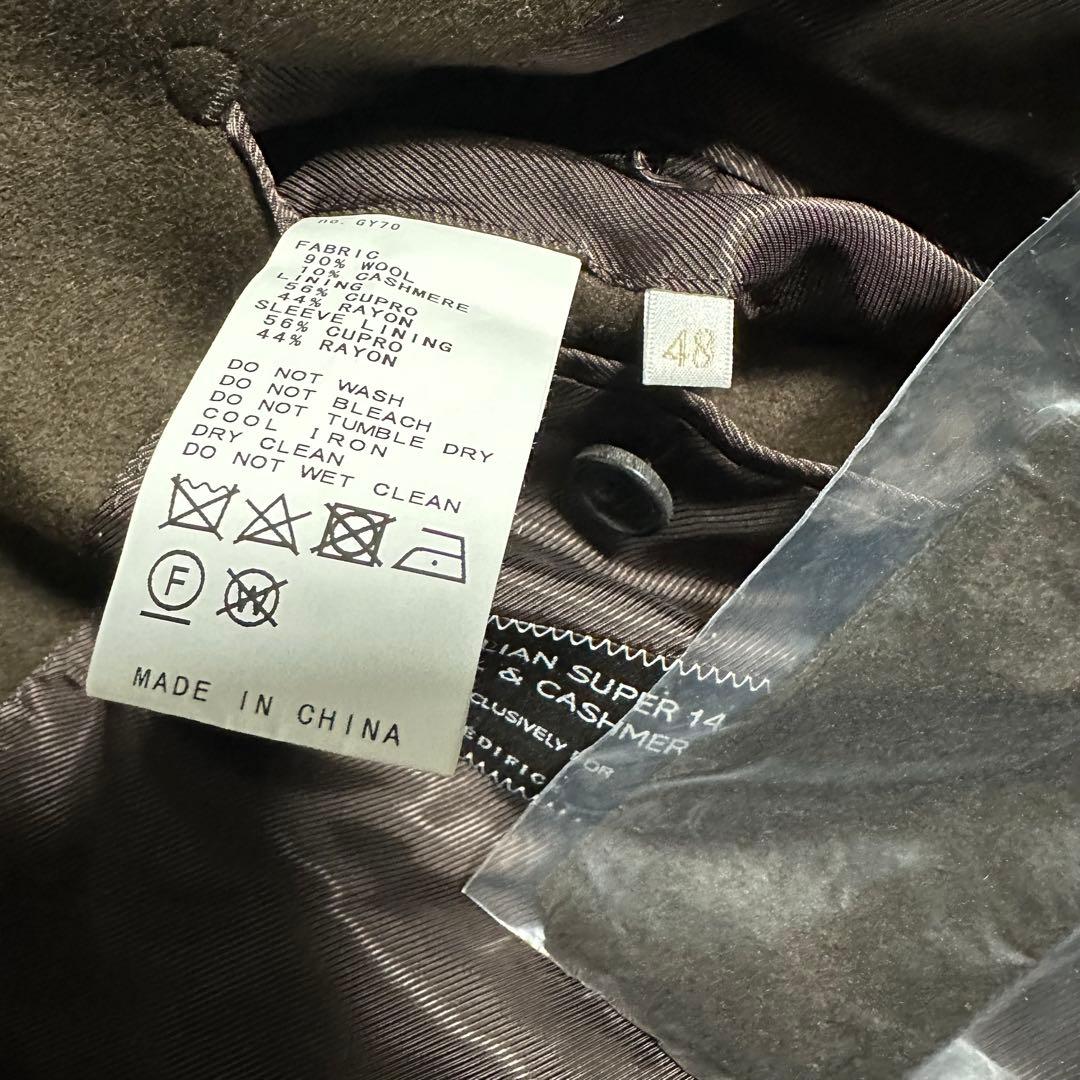 no. GY70
FABRIC
90% WOOL
10% CASHMERE
LINING
56% CUPRO
44% RAYON
SLEEVE LINING
56% CUPRO
44% RAYON
DO NOT WASH
DO NOT BLEACH
DO NOT TUMBLE DRY
COOL IRON
DRY CLEAN
DO NOT WET CLEAN
F W
MADE IN CHINA
48
SUPER 14
& CASHMER
FOR